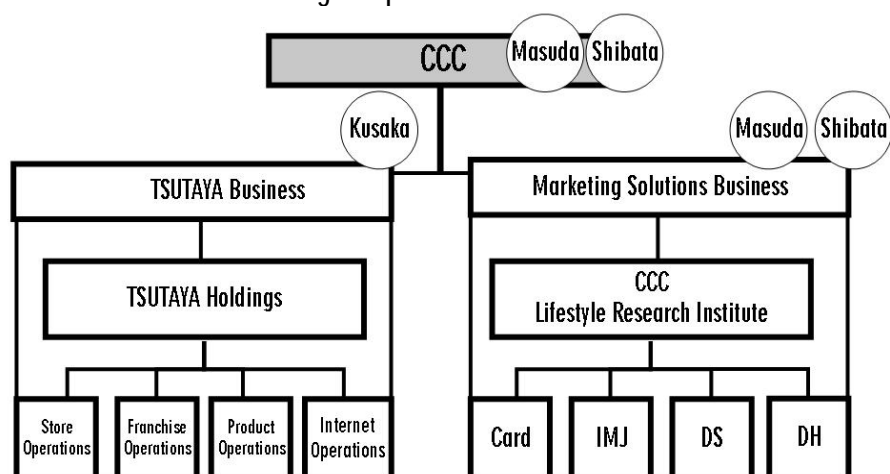 CCC
Masuda
Shibata
Kusaka
Masuda
Shibata
TSUTAYA Business
Marketing Solutions Business
TSUTAYA Holdings
CCC
Lifestyle Research Institute
Store
Operations
Franchise
Operations
Product
Operations
Internet
Operations
Card
IMJ
DS
DH